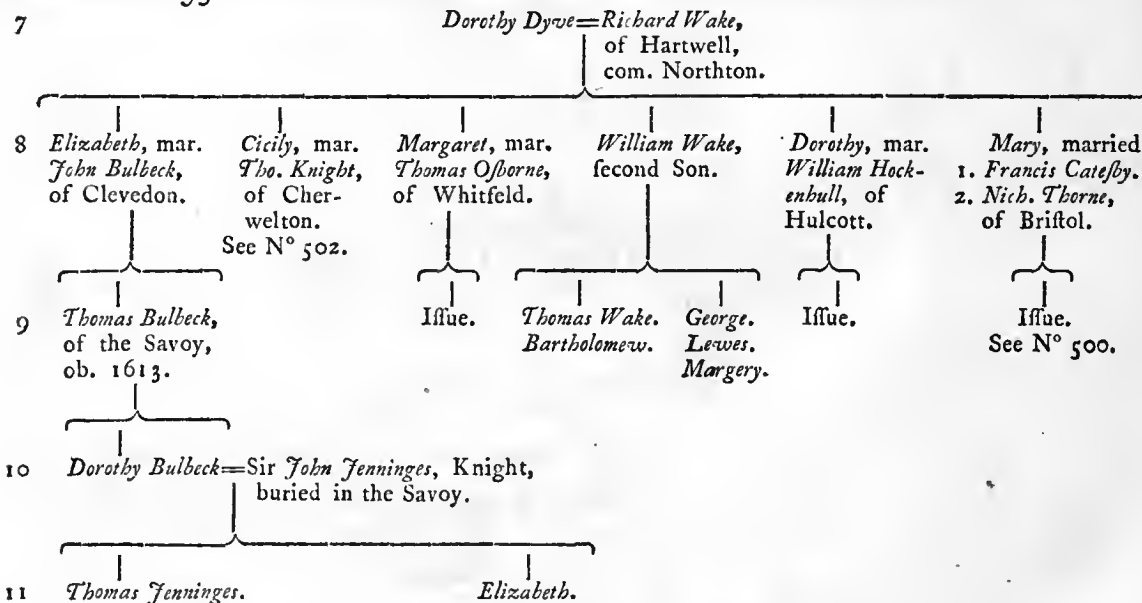 7 Dorothy Dyve=Richard Wake,
of Hartwell,
com. Northton.
8 Elizabeth, mar.
John Bulbeck,
of Clevedon.
Cicily, mar.
Tho. Knight,
of Cher-
welton.
See N° 502.
Margaret, mar.
Thomas Oſborne,
of Whitfeld.
William Wake,
ſecond Son.
Dorothy, mar.
William Hock-
enhull, of
Hulcott.
Mary, married
1. Francis Cateſby.
2. Nich. Thorne,
of Briſtol.
9 Thomas Bulbeck,
of the Savoy,
ob. 1613.
Iſſue.
Thomas Wake.
Bartholomew.
George.
Lewes.
Margery.
Iſſue.
Iſſue.
See N° 500.
10 Dorothy Bulbeck=Sir John Jenninges, Knight,
buried in the Savoy.
11 Thomas Jenninges. Elizabeth.